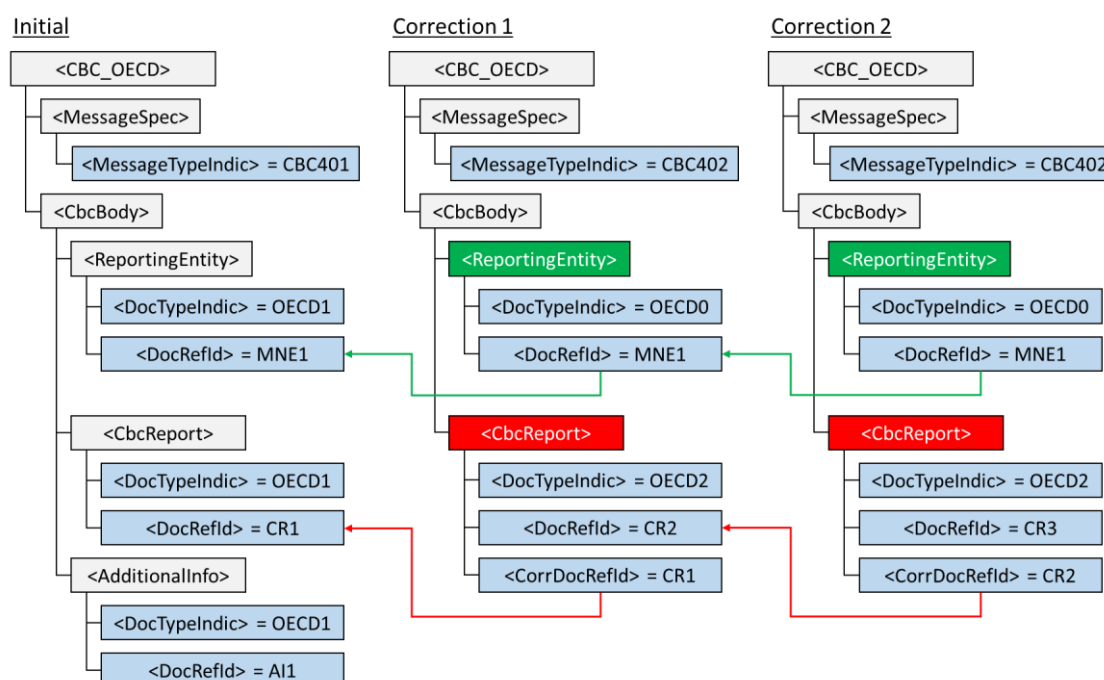 Initial
<CBC_OECD>
<MessageSpec>
<MessageTypeIndic> = CBC401
<CbcBody>
<ReportingEntity>
<DocTypeIndic> = OECD1
<DocRefId> = MNE1
<CbcReport>
<DocTypeIndic> = OECD1
<DocRefId> = CR1
<AdditionalInfo>
<DocTypeIndic> = OECD1
<DocRefId> = AI1
Correction 1
<CBC_OECD>
<MessageSpec>
<MessageTypeIndic> = CBC402
<CbcBody>
<ReportingEntity>
<DocTypeIndic> = OECD0
<DocRefId> = MNE1
<CbcReport>
<DocTypeIndic> = OECD2
<DocRefId> = CR2
<CorrDocRefId> = CR1
Correction 2
<CBC_OECD>
<MessageSpec>
<MessageTypeIndic> = CBC402
<CbcBody>
<ReportingEntity>
<DocTypeIndic> = OECD0
<DocRefId> = MNE1
<CbcReport>
<DocTypeIndic> = OECD2
<DocRefId> = CR3
<CorrDocRefId> = CR2